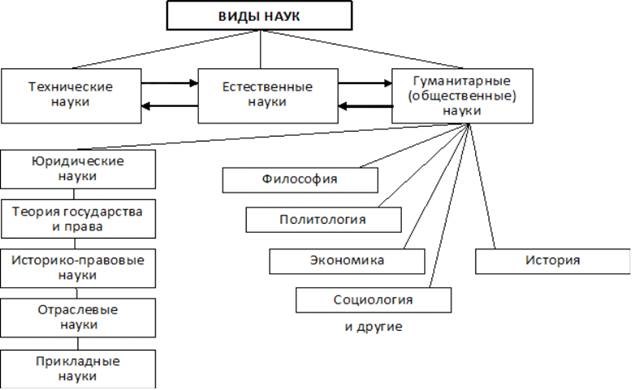 ВИДЫ НАУК
Технические
науки
Естественные
науки
Гуманитарные
(общественные)
науки
Юридические
науки
Теория государства
и права
Историко-правовые
науки
Отраслевые
науки
Прикладные
науки
Философия
Политология
Экономика
История
Социология
и другие